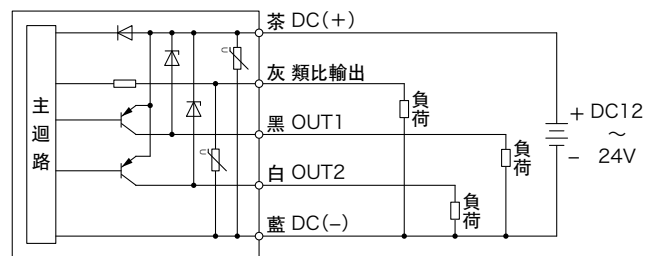 茶 DC(+)
灰 類比輸出
主迴路
負荷
黑 OUT1
+ DC12
～
− 24V
負荷
白 OUT2
負荷
藍 DC(−)